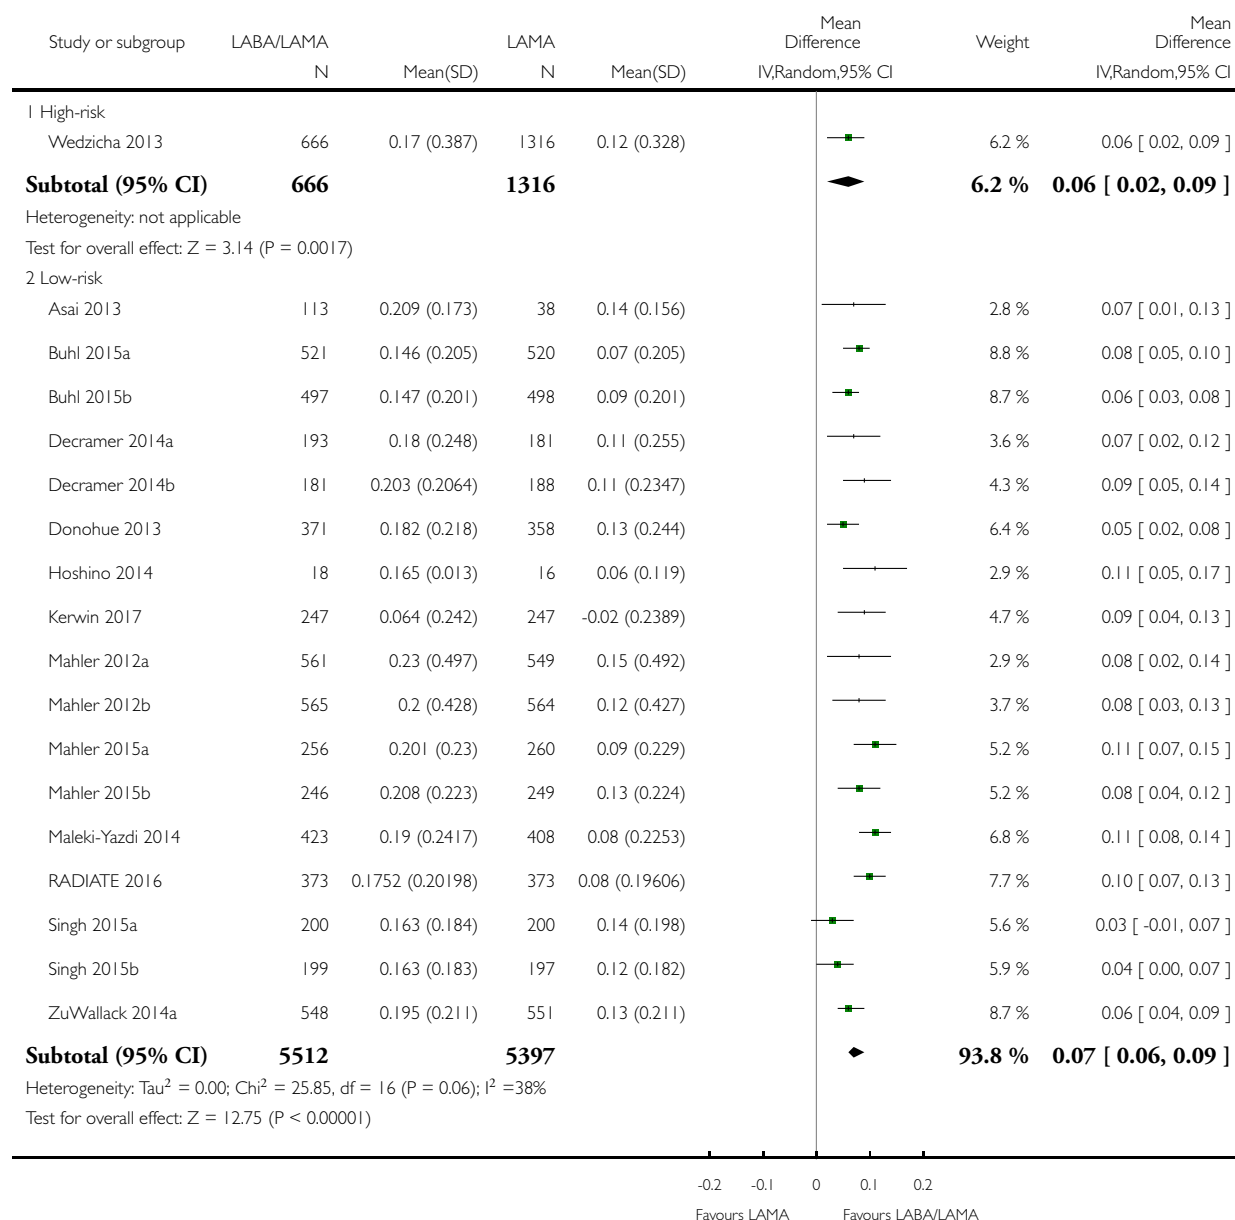 Study or subgroup LABA/LAMA LAMA Mean Difference Weight Mean Difference
N Mean(SD) N Mean(SD) IV,Random,95% CI IV,Random,95% CI
1 High-risk
Wedzicha 2013 666 0.17 (0.387) 1316 0.12 (0.328) 6.2 % 0.06 [ 0.02, 0.09 ]
Subtotal (95% CI) 666 1316 6.2 % 0.06 [ 0.02, 0.09 ]
Heterogeneity: not applicable
Test for overall effect: Z = 3.14 (P = 0.0017)
2 Low-risk
Asai 2013 113 0.209 (0.173) 38 0.14 (0.156) 2.8 % 0.07 [ 0.01, 0.13 ]
Buhl 2015a 521 0.146 (0.205) 520 0.07 (0.205) 8.8 % 0.08 [ 0.05, 0.10 ]
Buhl 2015b 497 0.147 (0.201) 498 0.09 (0.201) 8.7 % 0.06 [ 0.03, 0.08 ]
Decramer 2014a 193 0.18 (0.248) 181 0.11 (0.255) 3.6 % 0.07 [ 0.02, 0.12 ]
Decramer 2014b 181 0.203 (0.2064) 188 0.11 (0.2347) 4.3 % 0.09 [ 0.05, 0.14 ]
Donohue 2013 371 0.182 (0.218) 358 0.13 (0.244) 6.4 % 0.05 [ 0.02, 0.08 ]
Hoshino 2014 18 0.165 (0.013) 16 0.06 (0.119) 2.9 % 0.11 [ 0.05, 0.17 ]
Kerwin 2017 247 0.064 (0.242) 247 -0.02 (0.2389) 4.7 % 0.09 [ 0.04, 0.13 ]
Mahler 2012a 561 0.23 (0.497) 549 0.15 (0.492) 2.9 % 0.08 [ 0.02, 0.14 ]
Mahler 2012b 565 0.2 (0.428) 564 0.12 (0.427) 3.7 % 0.08 [ 0.03, 0.13 ]
Mahler 2015a 256 0.201 (0.23) 260 0.09 (0.229) 5.2 % 0.11 [ 0.07, 0.15 ]
Mahler 2015b 246 0.208 (0.223) 249 0.13 (0.224) 5.2 % 0.08 [ 0.04, 0.12 ]
Maleki-Yazdi 2014 423 0.19 (0.2417) 408 0.08 (0.2253) 6.8 % 0.11 [ 0.08, 0.14 ]
RADIATE 2016 373 0.1752 (0.20198) 373 0.08 (0.19606) 7.7 % 0.10 [ 0.07, 0.13 ]
Singh 2015a 200 0.163 (0.184) 200 0.14 (0.198) 5.6 % 0.03 [ -0.01, 0.07 ]
Singh 2015b 199 0.163 (0.183) 197 0.12 (0.182) 5.9 % 0.04 [ 0.00, 0.07 ]
ZuWallack 2014a 548 0.195 (0.211) 551 0.13 (0.211) 8.7 % 0.06 [ 0.04, 0.09 ]
Subtotal (95% CI) 5512 5397 93.8 % 0.07 [ 0.06, 0.09 ]
Heterogeneity: Tau² = 0.00; Chi² = 25.85, df = 16 (P = 0.06); I² =38%
Test for overall effect: Z = 12.75 (P < 0.00001)
-0.2 -0.1 0 0.1 0.2
Favours LAMA Favours LABA/LAMA